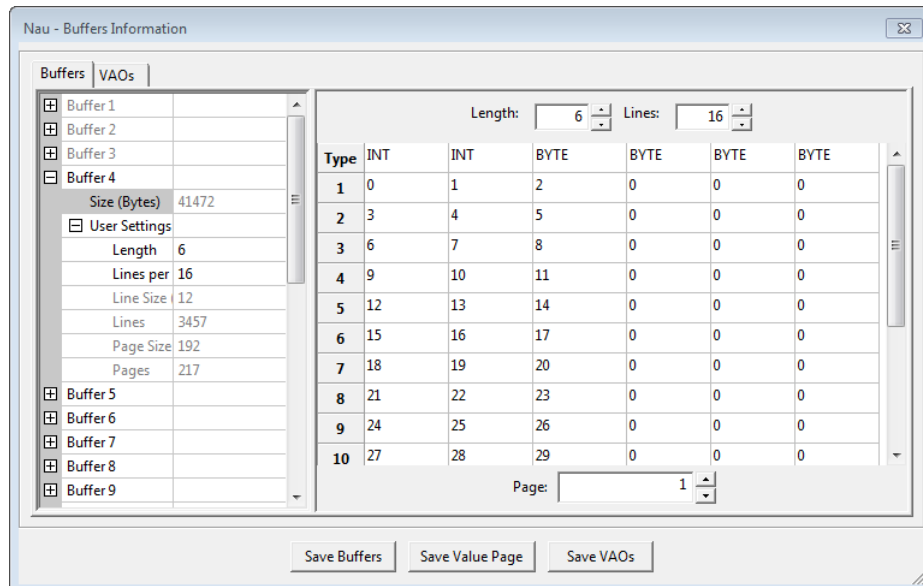 Nau - Buffers Information
Buffers VAOs
Buffer 1
Buffer 2
Buffer 3
Buffer 4
Size (Bytes) 41472
User Settings
Length 6
Lines per 16
Line Size ( 12
Lines 3457
Page Size 192
Pages 217
Buffer 5
Buffer 6
Buffer 7
Buffer 8
Buffer 9
Length: 6 Lines: 16
Type INT INT BYTE BYTE BYTE BYTE
1 0 1 2 0 0 0
2 3 4 5 0 0 0
3 6 7 8 0 0 0
4 9 10 11 0 0 0
5 12 13 14 0 0 0
6 15 16 17 0 0 0
7 18 19 20 0 0 0
8 21 22 23 0 0 0
9 24 25 26 0 0 0
10 27 28 29 0 0 0
Page: 1
Save Buffers Save Value Page Save VAOs